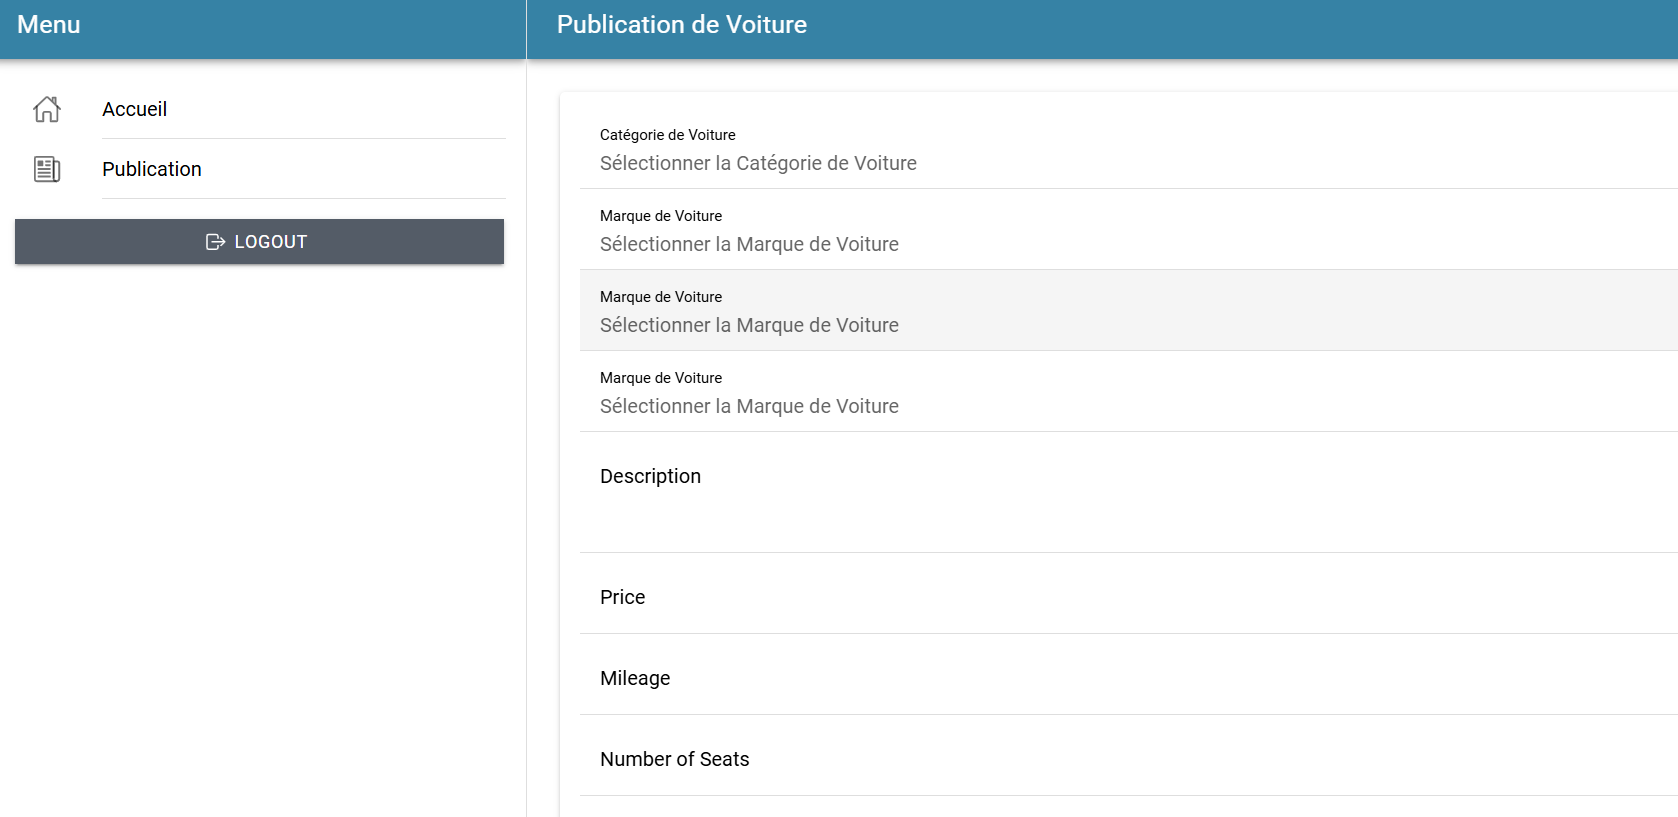 Menu
Publication de Voiture
Accueil
Publication
LOGOUT
Catégorie de Voiture
Sélectionner la Catégorie de Voiture
Marque de Voiture
Sélectionner la Marque de Voiture
Marque de Voiture
Sélectionner la Marque de Voiture
Marque de Voiture
Sélectionner la Marque de Voiture
Description
Price
Mileage
Number of Seats